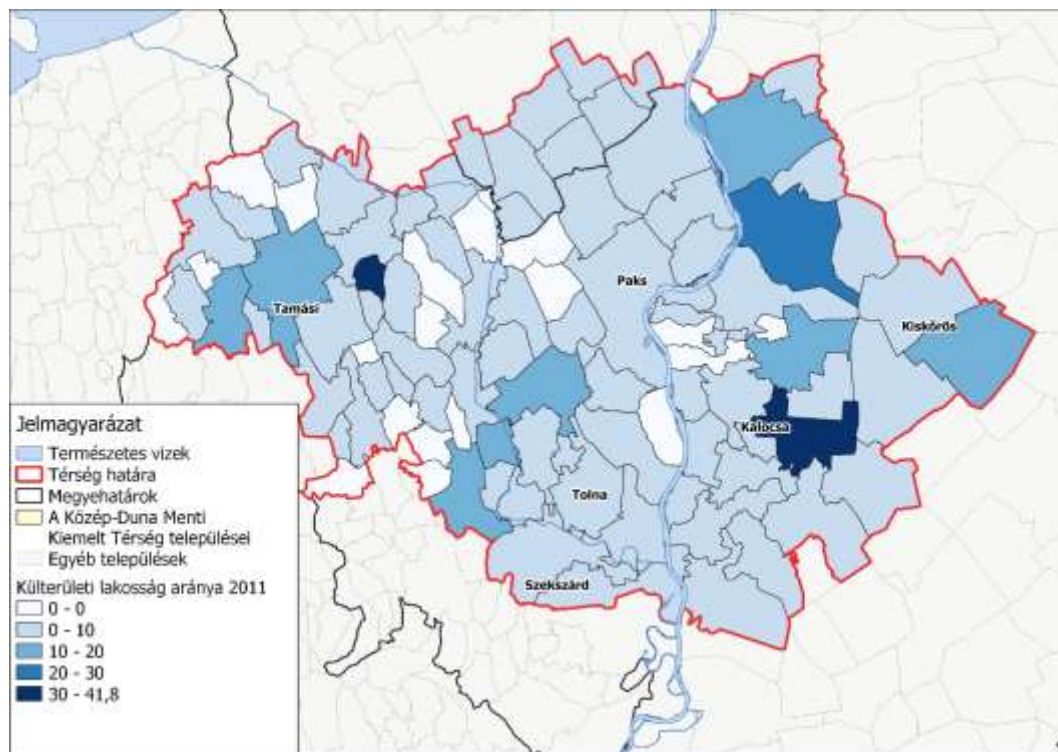 Paks
Tamási
Kiskőrös
Kalocsa
Tolna
Szekszárd
Jelmagyarázat
Természetes vizek
Térség határa
Megyehatárok
A Közép-Duna Menti
Kiemelt Térség települései
Egyéb települések
Külterületi lakosság aránya 2011
0 - 0
0 - 10
10 - 20
20 - 30
30 - 41,8